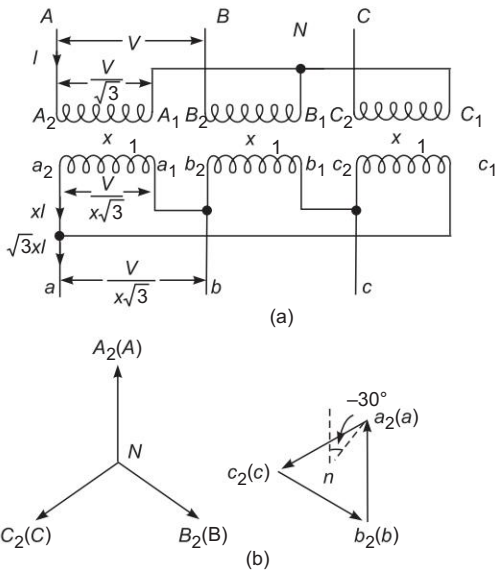 A B N C
I V
V/√3
A₂ A₁ B₂ B₁ C₂ C₁
x 1 x 1 x 1
a₂ a₁ b₂ b₁ c₂ c₁
V/x√3
xI
√3xI
V/x√3
a b c
(a)
A₂(A)
N
C₂(C) B₂(B)
–30°
a₂(a)
c₂(c) n
b₂(b)
(b)